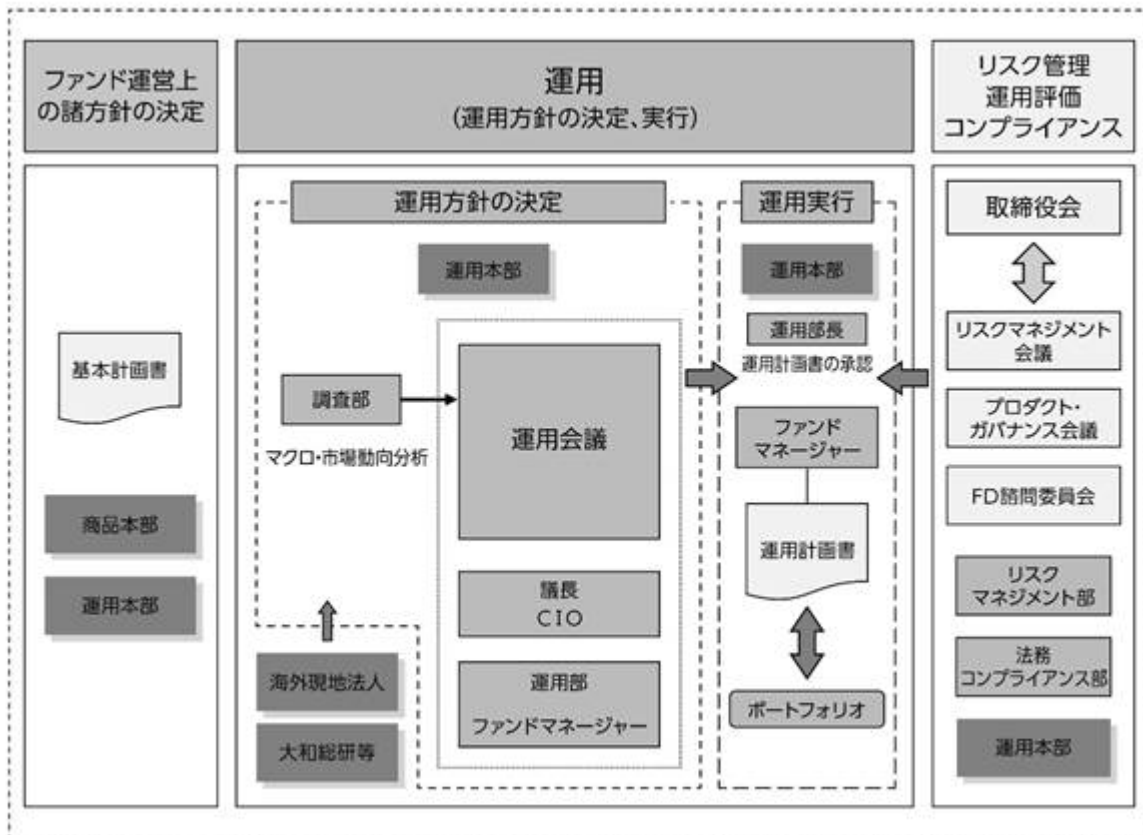 ファンド運営上
の諸方針の決定
運用
(運用方針の決定、実行)
リスク管理
運用評価
コンプライアンス
基本計画書
商品本部
運用本部
運用方針の決定
運用本部
調査部
マクロ・市場動向分析
運用会議
議長
CIO
運用部
ファンドマネージャー
海外現地法人
大和総研等
運用実行
運用本部
運用部長
運用計画書の承認
ファンド
マネージャー
運用計画書
ポートフォリオ
取締役会
リスクマネジメント
会議
プロダクト・
ガバナンス会議
FD諮問委員会
リスク
マネジメント部
法務
コンプライアンス部
運用本部